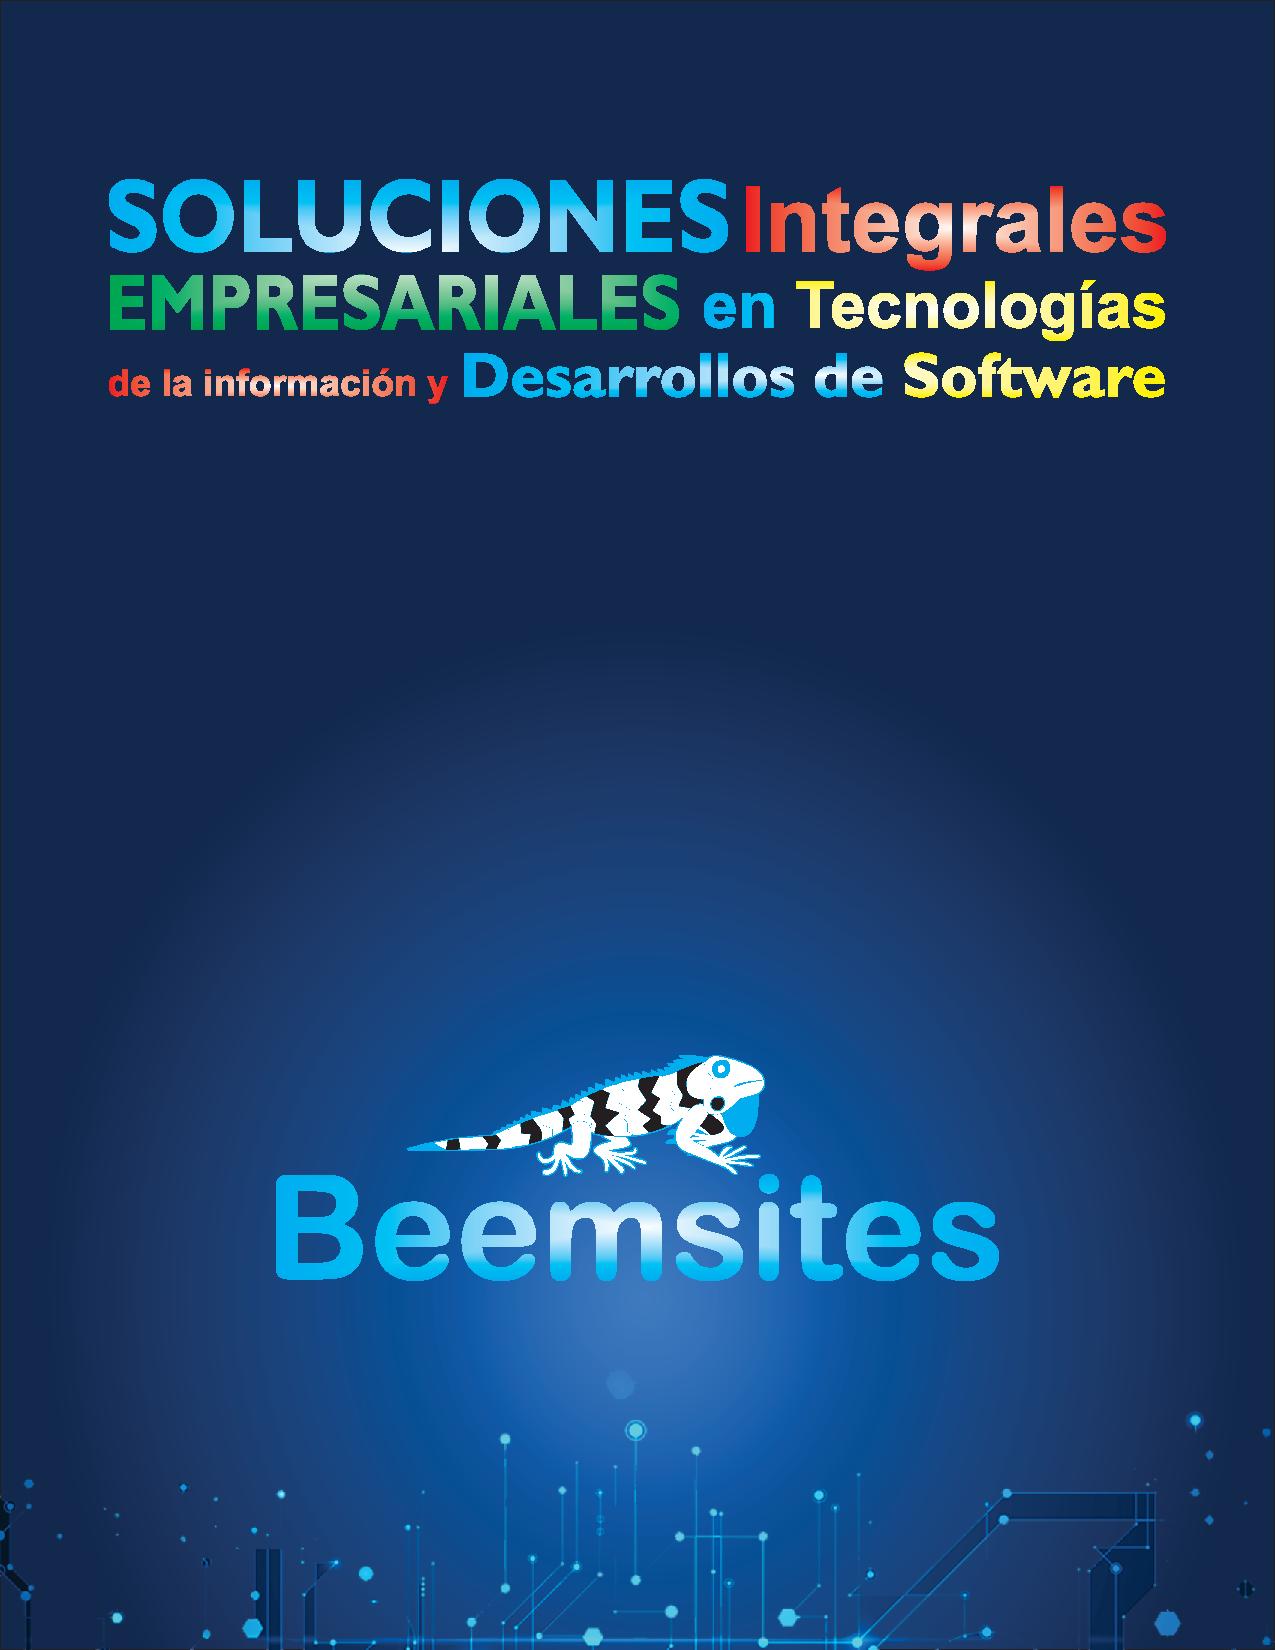 SOLUCIONES Integrales
EMPRESARIALES en Tecnologías
de la información y Desarrollos de Software
Beemsites